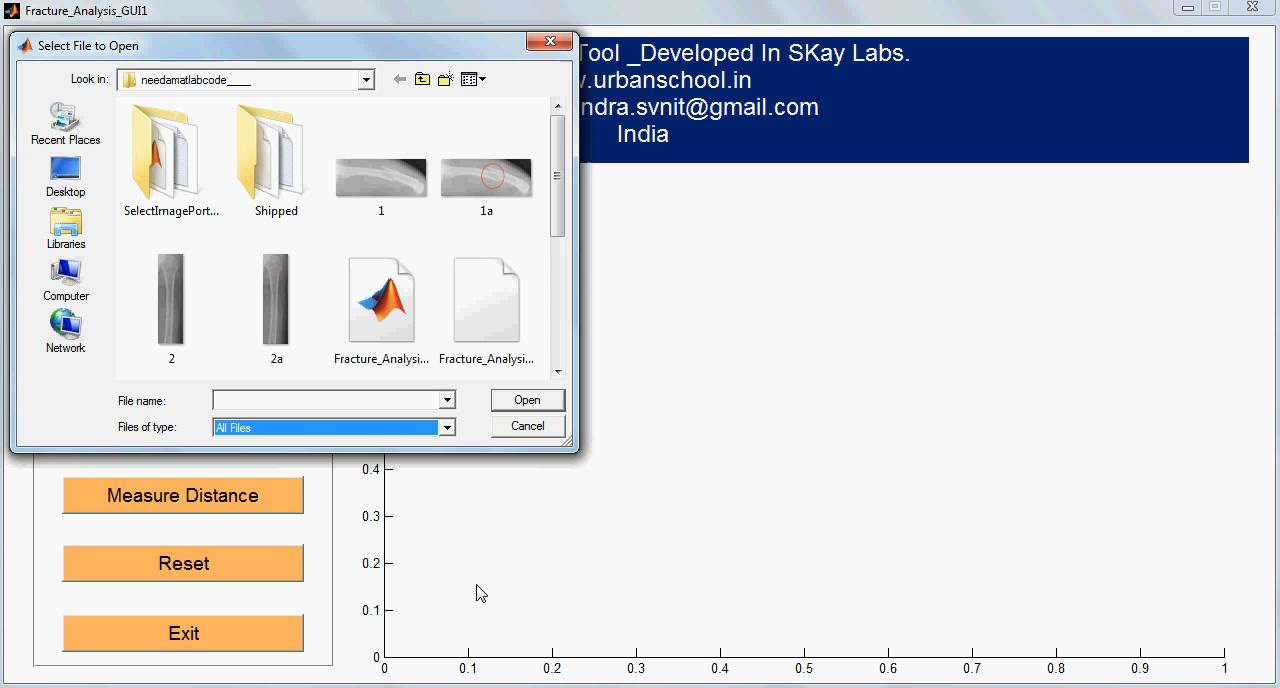 Fracture_Analysis_GUI1
Select File to Open
Look in: needamatlabcode____
Tool _Developed In SKay Labs.
.urbanschool.in
ndra.svnit@gmail.com
India
Recent Places
Desktop
Libraries
Computer
Network
SelectImagePort... Shipped 1 1a
2 2a Fracture_Analysi... Fracture_Analysi...
File name: Open
Files of type: All Files Cancel
Measure Distance
Reset
Exit
0.4
0.3
0.2
0.1
0
0 0.1 0.2 0.3 0.4 0.5 0.6 0.7 0.8 0.9 1